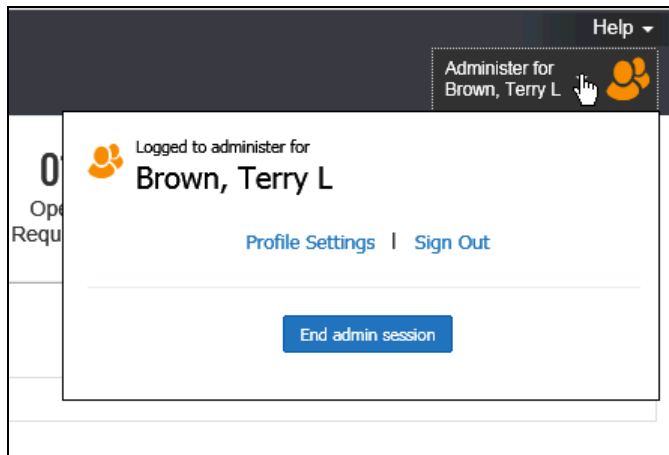 Help
Administer for
Brown, Terry L
Logged to administer for
Brown, Terry L
Profile Settings | Sign Out
End admin session